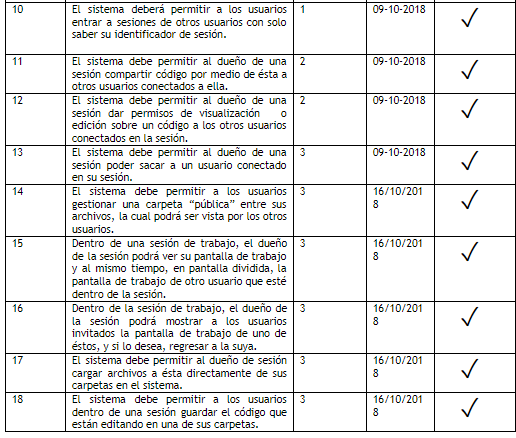 10 El sistema deberá permitir a los usuarios 1 09-10-2018 ✓
entrar a sesiones de otros usuarios con solo
saber su identificador de sesión.
11 El sistema debe permitir al dueño de una 2 09-10-2018 ✓
sesión compartir código por medio de ésta a
otros usuarios conectados a ella.
12 El sistema debe permitir al dueño de una 2 09-10-2018 ✓
sesión dar permisos de visualización o
edición sobre un código a los otros usuarios
conectados en la sesión.
13 El sistema debe permitir al dueño de una 3 09-10-2018 ✓
sesión poder sacar a un usuario conectado
en su sesión.
14 El sistema debe permitir a los usuarios 3 16/10/201 ✓
gestionar una carpeta “pública” entre sus 8
archivos, la cual podrá ser vista por los otros
usuarios.
15 Dentro de una sesión de trabajo, el dueño 3 16/10/201 ✓
de la sesión podrá ver su pantalla de trabajo 8
y al mismo tiempo, en pantalla dividida, la
pantalla de trabajo de otro usuario que esté
dentro de la sesión.
16 Dentro de la sesión de trabajo, el dueño de 3 16/10/201 ✓
la sesión podrá mostrar a los usuarios 8
invitados la pantalla de trabajo de uno de
éstos, y si lo desea, regresar a la suya.
17 El sistema debe permitir al dueño de sesión 3 16/10/201 ✓
cargar archivos a ésta directamente de sus 8
carpetas en el sistema.
18 El sistema debe permitir a los usuarios 3 16/10/201 ✓
dentro de una sesión guardar el código que 8
están editando en una de sus carpetas.